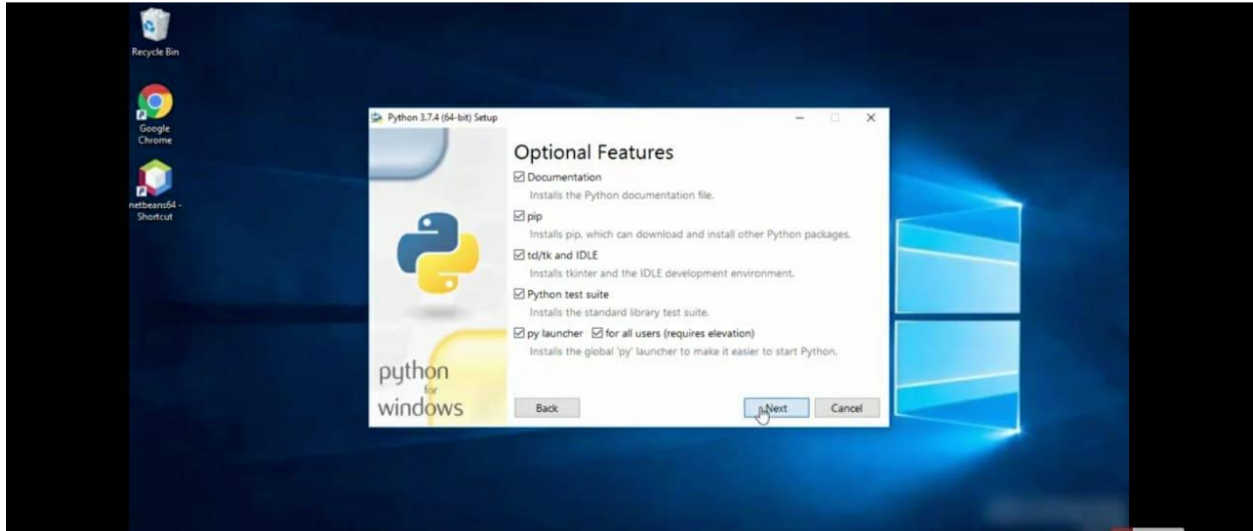 Recycle Bin
Google
Chrome
netbeans64 -
Shortcut
Python 3.7.4 (64-bit) Setup
Optional Features
Documentation
Installs the Python documentation file.
pip
Installs pip, which can download and install other Python packages.
tcl/tk and IDLE
Installs tkinter and the IDLE development environment.
Python test suite
Installs the standard library test suite.
py launcher for all users (requires elevation)
Installs the global 'py' launcher to make it easier to start Python.
python
for
windows
Back Next Cancel